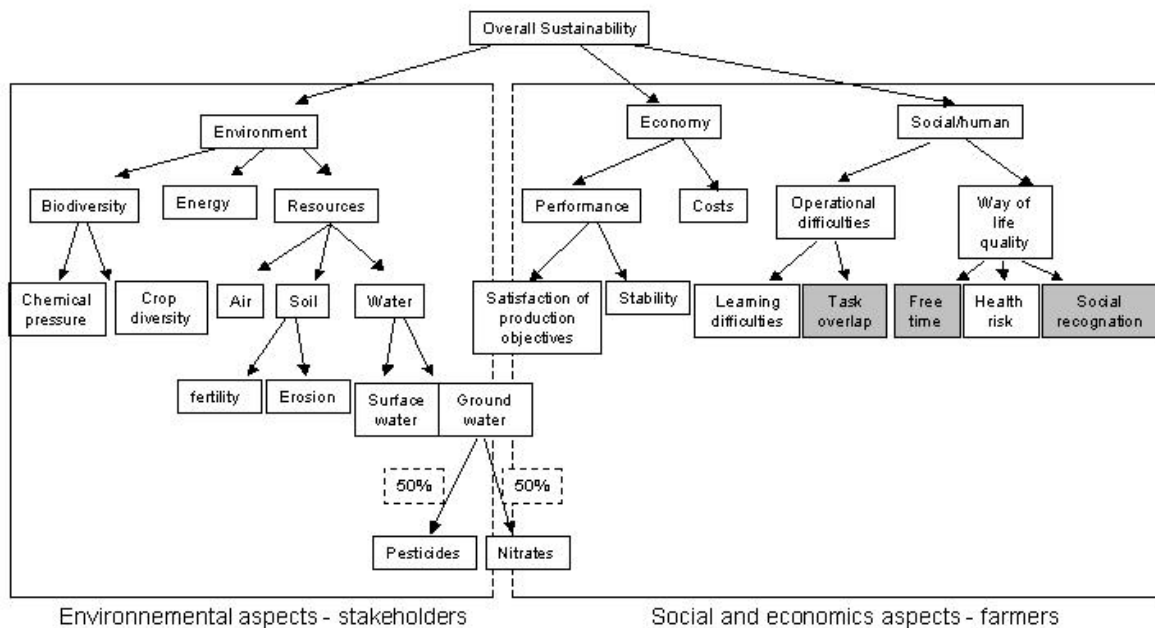 Overall Sustainability
Environment
Economy
Social/human
Biodiversity
Energy
Resources
Performance
Costs
Operational
difficulties
Way of
life
quality
Chemical
pressure
Crop
diversity
Air
Soil
Water
Satisfaction of
production
objectives
Stability
Learning
difficulties
Task
overlap
Free
time
Health
risk
Social
recognation
fertility
Erosion
Surface
water
Ground
water
50%
50%
Pesticides
Nitrates
Environnemental aspects - stakeholders
Social and economics aspects - farmers